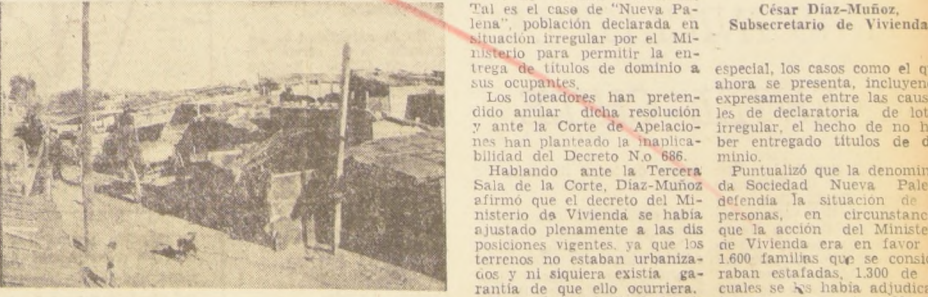 Tal es el caso de "Nueva Pa-
lena", población declarada en
situación irregular por el Mi-
nisterio para permitir la en-
trega de títulos de dominio a
sus ocupantes.
Los loteadores han preten-
dido anular dicha resolución
y ante la Corte de Apelacio-
nes han planteado la inaplica-
bilidad del Decreto N.o 686.
Hablando ante la Tercera
Sala de la Corte, Díaz-Muñoz
afirmó que el decreto del Mi-
nisterio de Vivienda se había
ajustado plenamente a las dis
posiciones vigentes, ya que los
terrenos no estaban urbaniza-
dos y ni siquiera existía ga-
rantía de que ello ocurriera.
César Díaz-Muñoz,
Subsecretario de Vivienda
especial, los casos como el q
ahora se presenta, incluyen
expresamente entre las caus
les de declaratoria de lot
irregular, el hecho de no h
ber entregado títulos de d
minio.
Puntualizó que la denomin
da Sociedad Nueva Pale
defendía la situación de
personas, en circunstanc
que la acción del Ministe
de Vivienda era en favor
1.600 familias que se consi
raban estafadas, 1.300 de
cuales se les había adjudica